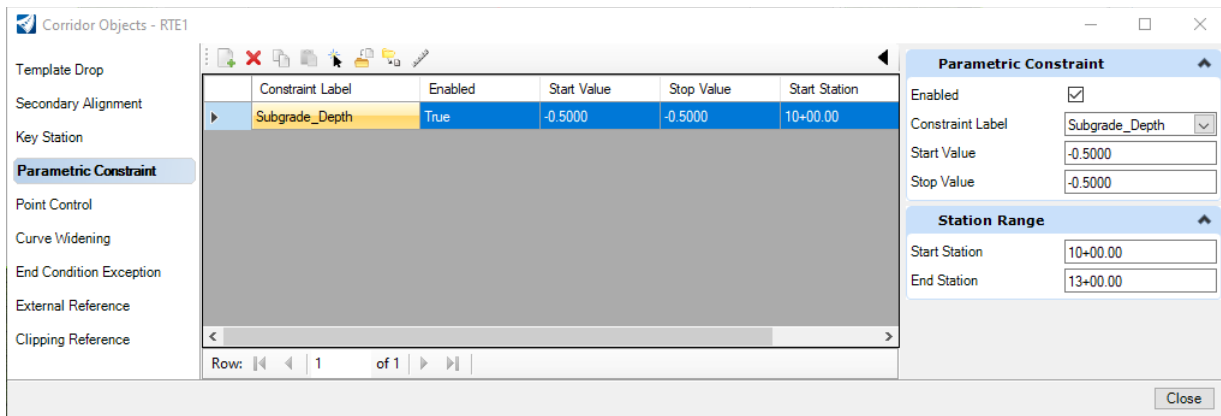 Corridor Objects - RTE1
Template Drop
Secondary Alignment
Key Station
Parametric Constraint
Point Control
Curve Widening
End Condition Exception
External Reference
Clipping Reference
Constraint Label Enabled Start Value Stop Value Start Station
Subgrade_Depth True -0.5000 -0.5000 10+00.00
Row: 1 of 1
Parametric Constraint
Enabled
Constraint Label Subgrade_Depth
Start Value -0.5000
Stop Value -0.5000
Station Range
Start Station 10+00.00
End Station 13+00.00
Close